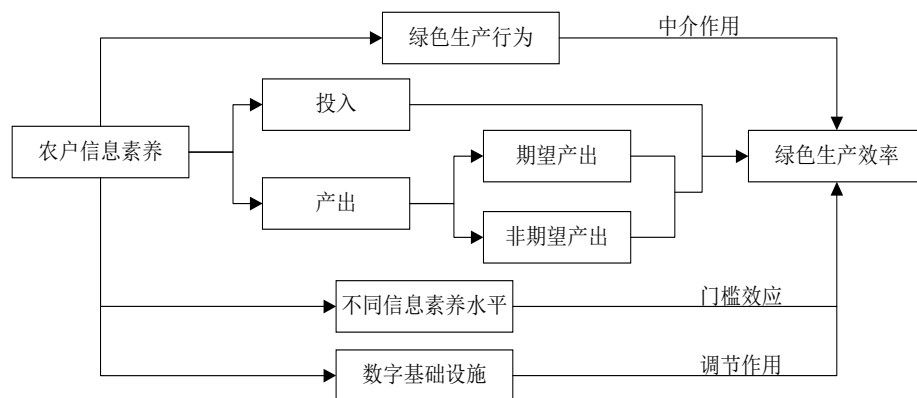 绿色生产行为
中介作用
投入
农户信息素养
期望产出
绿色生产效率
产出
非期望产出
不同信息素养水平
门槛效应
数字基础设施
调节作用